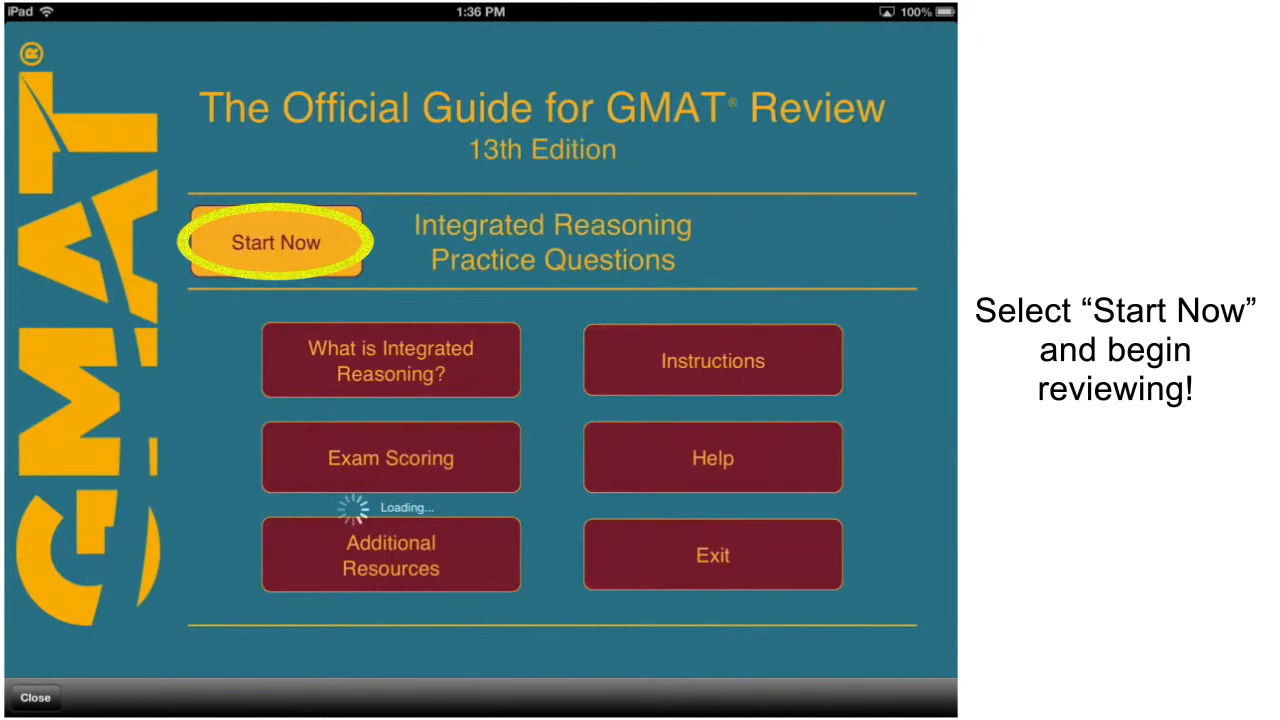 iPad 1:36 PM 100%
GMAT®
The Official Guide for GMAT® Review
13th Edition
Start Now
Integrated Reasoning
Practice Questions
What is Integrated
Reasoning?
Instructions
Exam Scoring
Help
Loading...
Additional
Resources
Exit
Close
Select “Start Now”
and begin
reviewing!